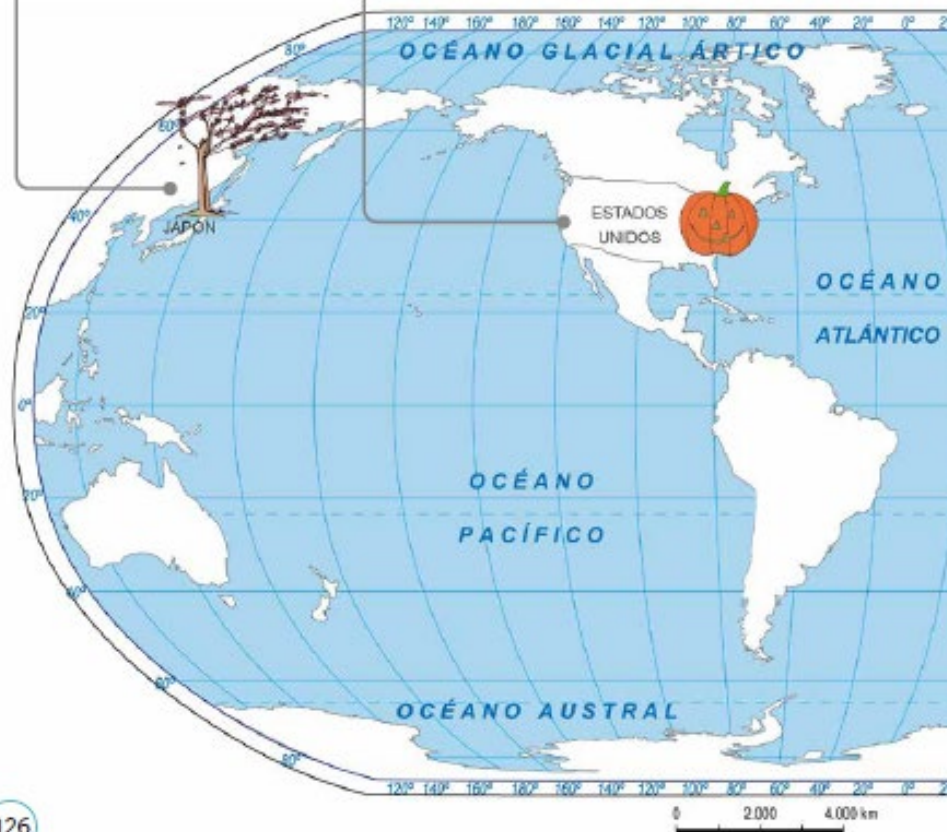 120° 140° 160° 180° 160° 140° 120° 100° 80° 60° 40° 20° 0°
80°
OCÉANO GLACIAL ÁRTICO
60°
40°
JAPÓN
ESTADOS
UNIDOS
OCÉANO
20°
ATLÁNTICO
0°
OCÉANO
20°
PACÍFICO
40°
60°
OCÉANO AUSTRAL
80°
120° 140° 160° 180° 160° 140° 120° 100° 80° 60° 40° 20° 0°
126
0 2.000 4.000 km